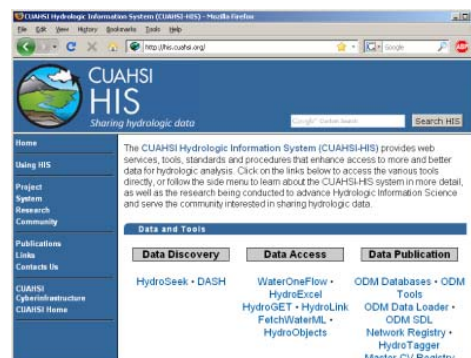 CUAHSI Hydrologic Information System (CUAHSI-HIS) - Mozilla Firefox
File Edit View History Bookmarks Tools Help
http://his.cuahsi.org/
Google
CUAHSI
HIS
Sharing hydrologic data
Search HIS
Home
Using HIS
Project
System
Research
Community
Publications
Links
Contacts Us
CUAHSI
Cyberinfrastructure
CUAHSI Home
The CUAHSI Hydrologic Information System (CUAHSI-HIS) provides web
services, tools, standards and procedures that enhance access to more and better
data for hydrologic analysis. Click on the links below to access the various tools
directly, or follow the side menu to learn about the CUAHSI-HIS system in more detail,
as well as the research being conducted to advance Hydrologic Information Science
and serve the community interested in sharing hydrologic data.
Data and Tools
Data Discovery
HydroSeek • DASH
Data Access
WaterOneFlow •
HydroExcel
HydroGET • HydroLink
FetchWaterML •
HydroObjects
Data Publication
ODM Databases • ODM
Tools
ODM Data Loader •
ODM SDL
Network Registry •
HydroTagger
Master CV Registry